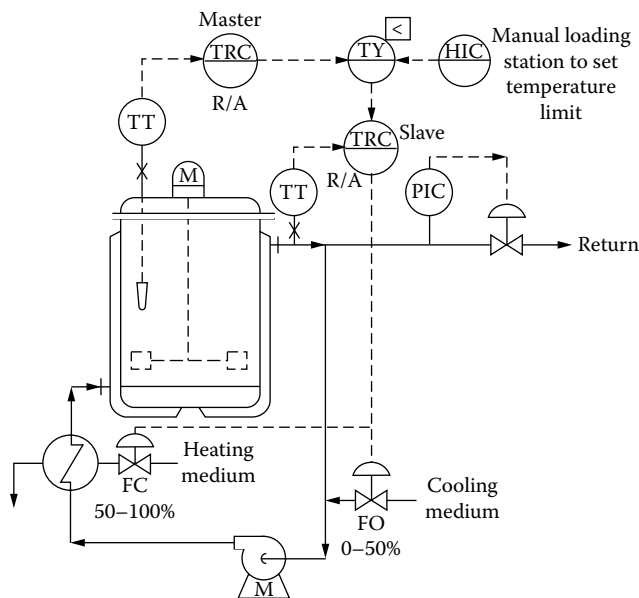 Master
TRC
R/A
TY
<
HIC
Manual loading
station to set
temperature
limit
TT
TRC
Slave
R/A
M
TT
PIC
Return
Heating
medium
FC
50–100%
Cooling
medium
FO
0–50%
M